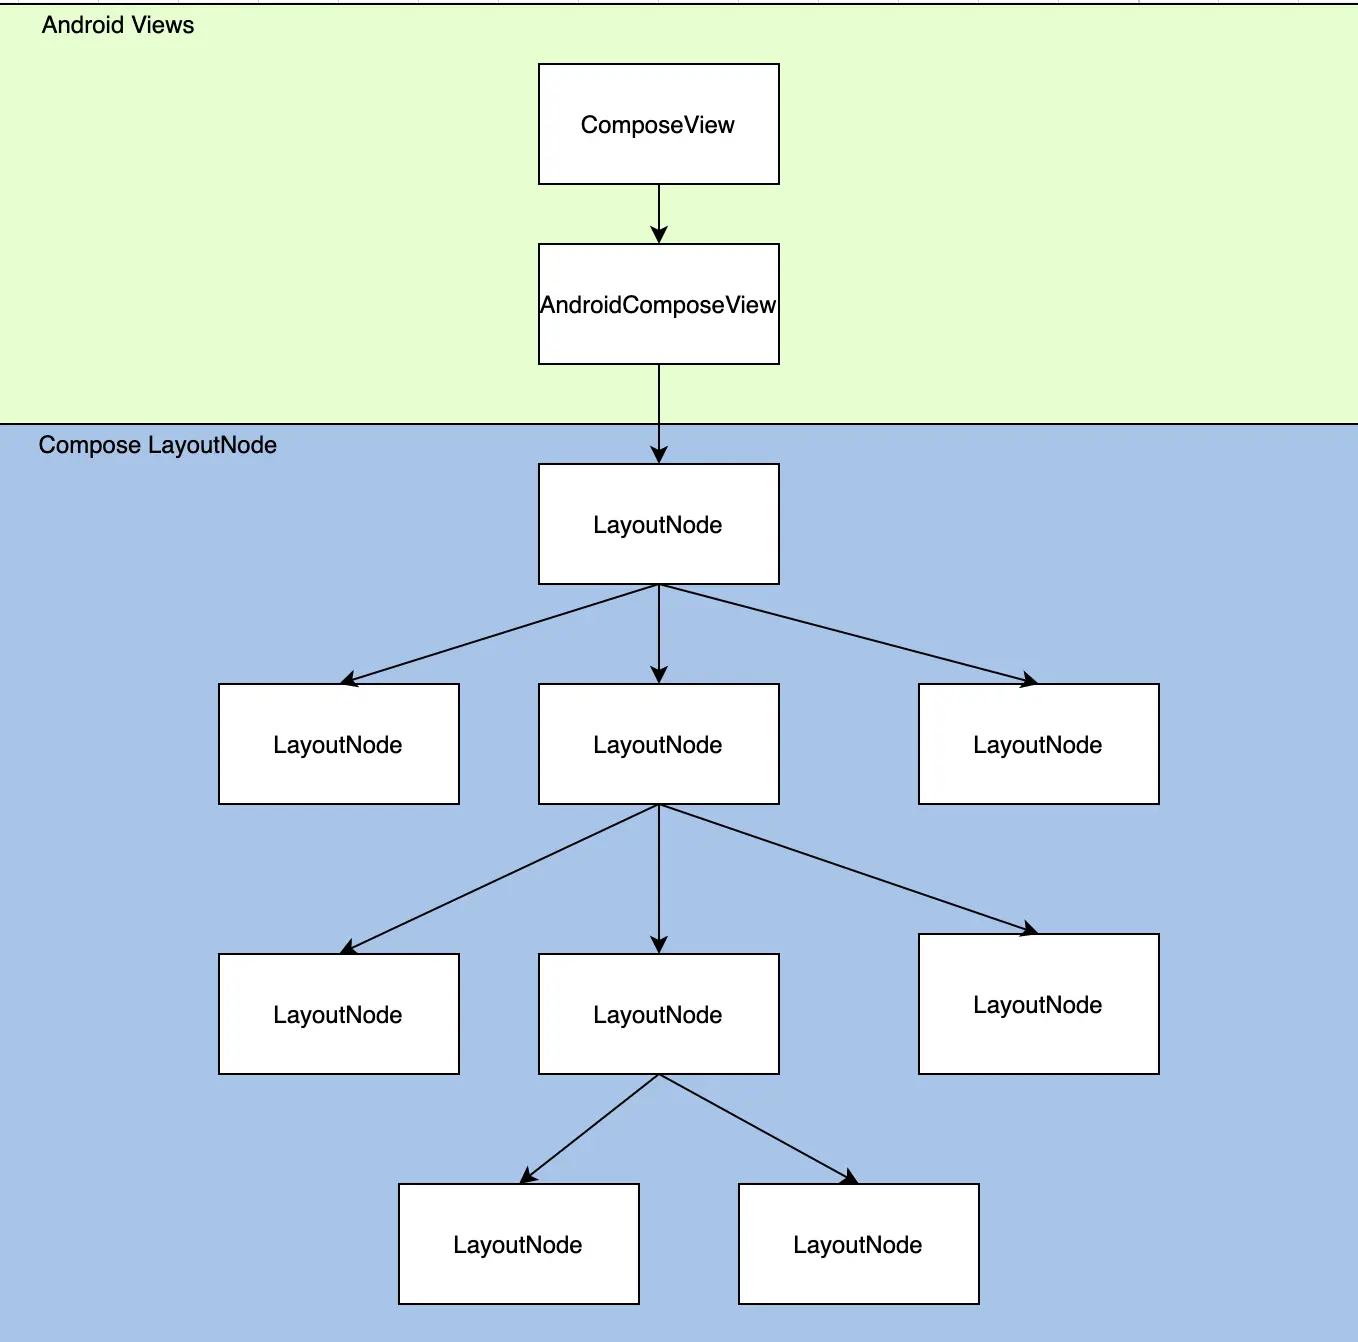 Android Views
ComposeView
AndroidComposeView
Compose LayoutNode
LayoutNode
LayoutNode
LayoutNode
LayoutNode
LayoutNode
LayoutNode
LayoutNode
LayoutNode
LayoutNode